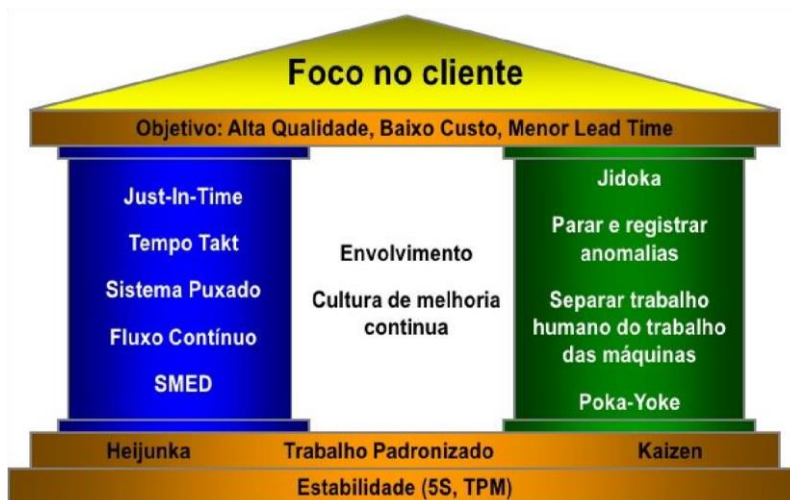 Foco no cliente
Objetivo: Alta Qualidade, Baixo Custo, Menor Lead Time
Just-In-Time
Tempo Takt
Sistema Puxado
Fluxo Contínuo
SMED
Envolvimento
Cultura de melhoria
continua
Jidoka
Parar e registrar
anomalias
Separar trabalho
humano do trabalho
das máquinas
Poka-Yoke
Heijunka Trabalho Padronizado Kaizen
Estabilidade (5S, TPM)